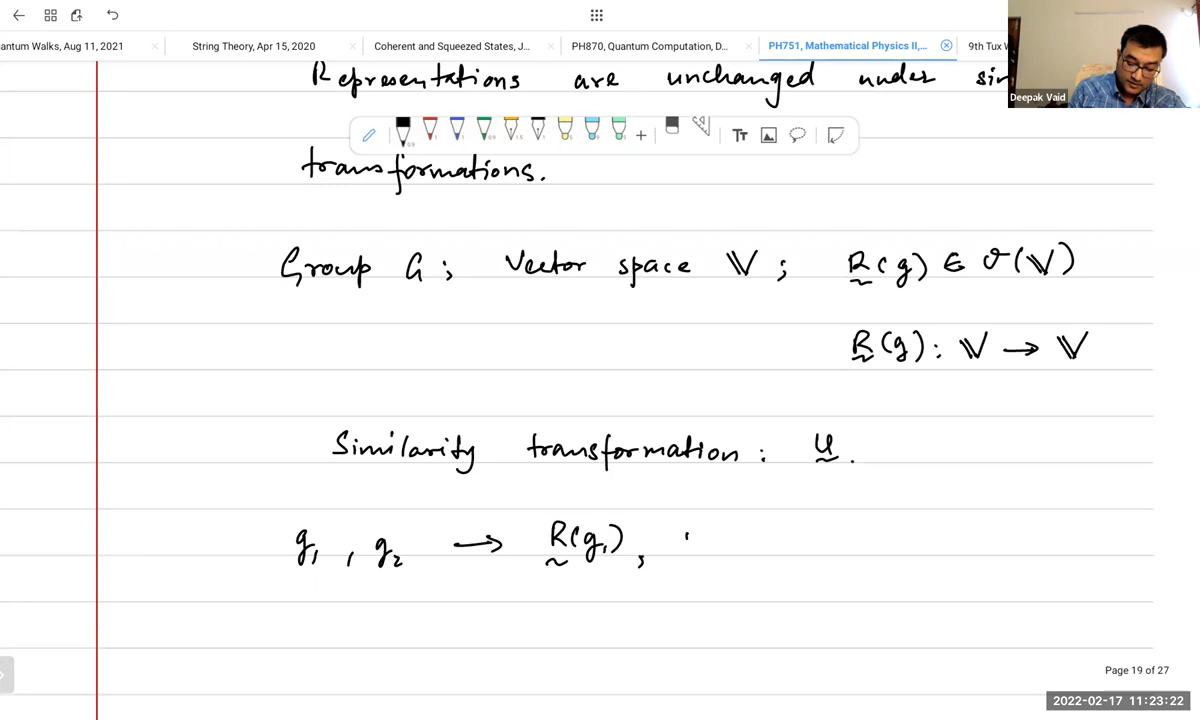 antum Walks, Aug 11, 2021
String Theory, Apr 15, 2020
Coherent and Squeezed States, J...
PH870, Quantum Computation, D...
PH751, Mathematical Physics II,...
9th Tux W
Deepak Vaid
Representations are unchanged under sim
Tт
transformations.
Group G ; Vector space 𝕍 ; R(g) ∈ O(𝕍)
R(g) : 𝕍 → 𝕍
Similarity transformation : U .
g₁ , g₂ → R(g₁) ,
Page 19 of 27
2022-02-17 11:23:22